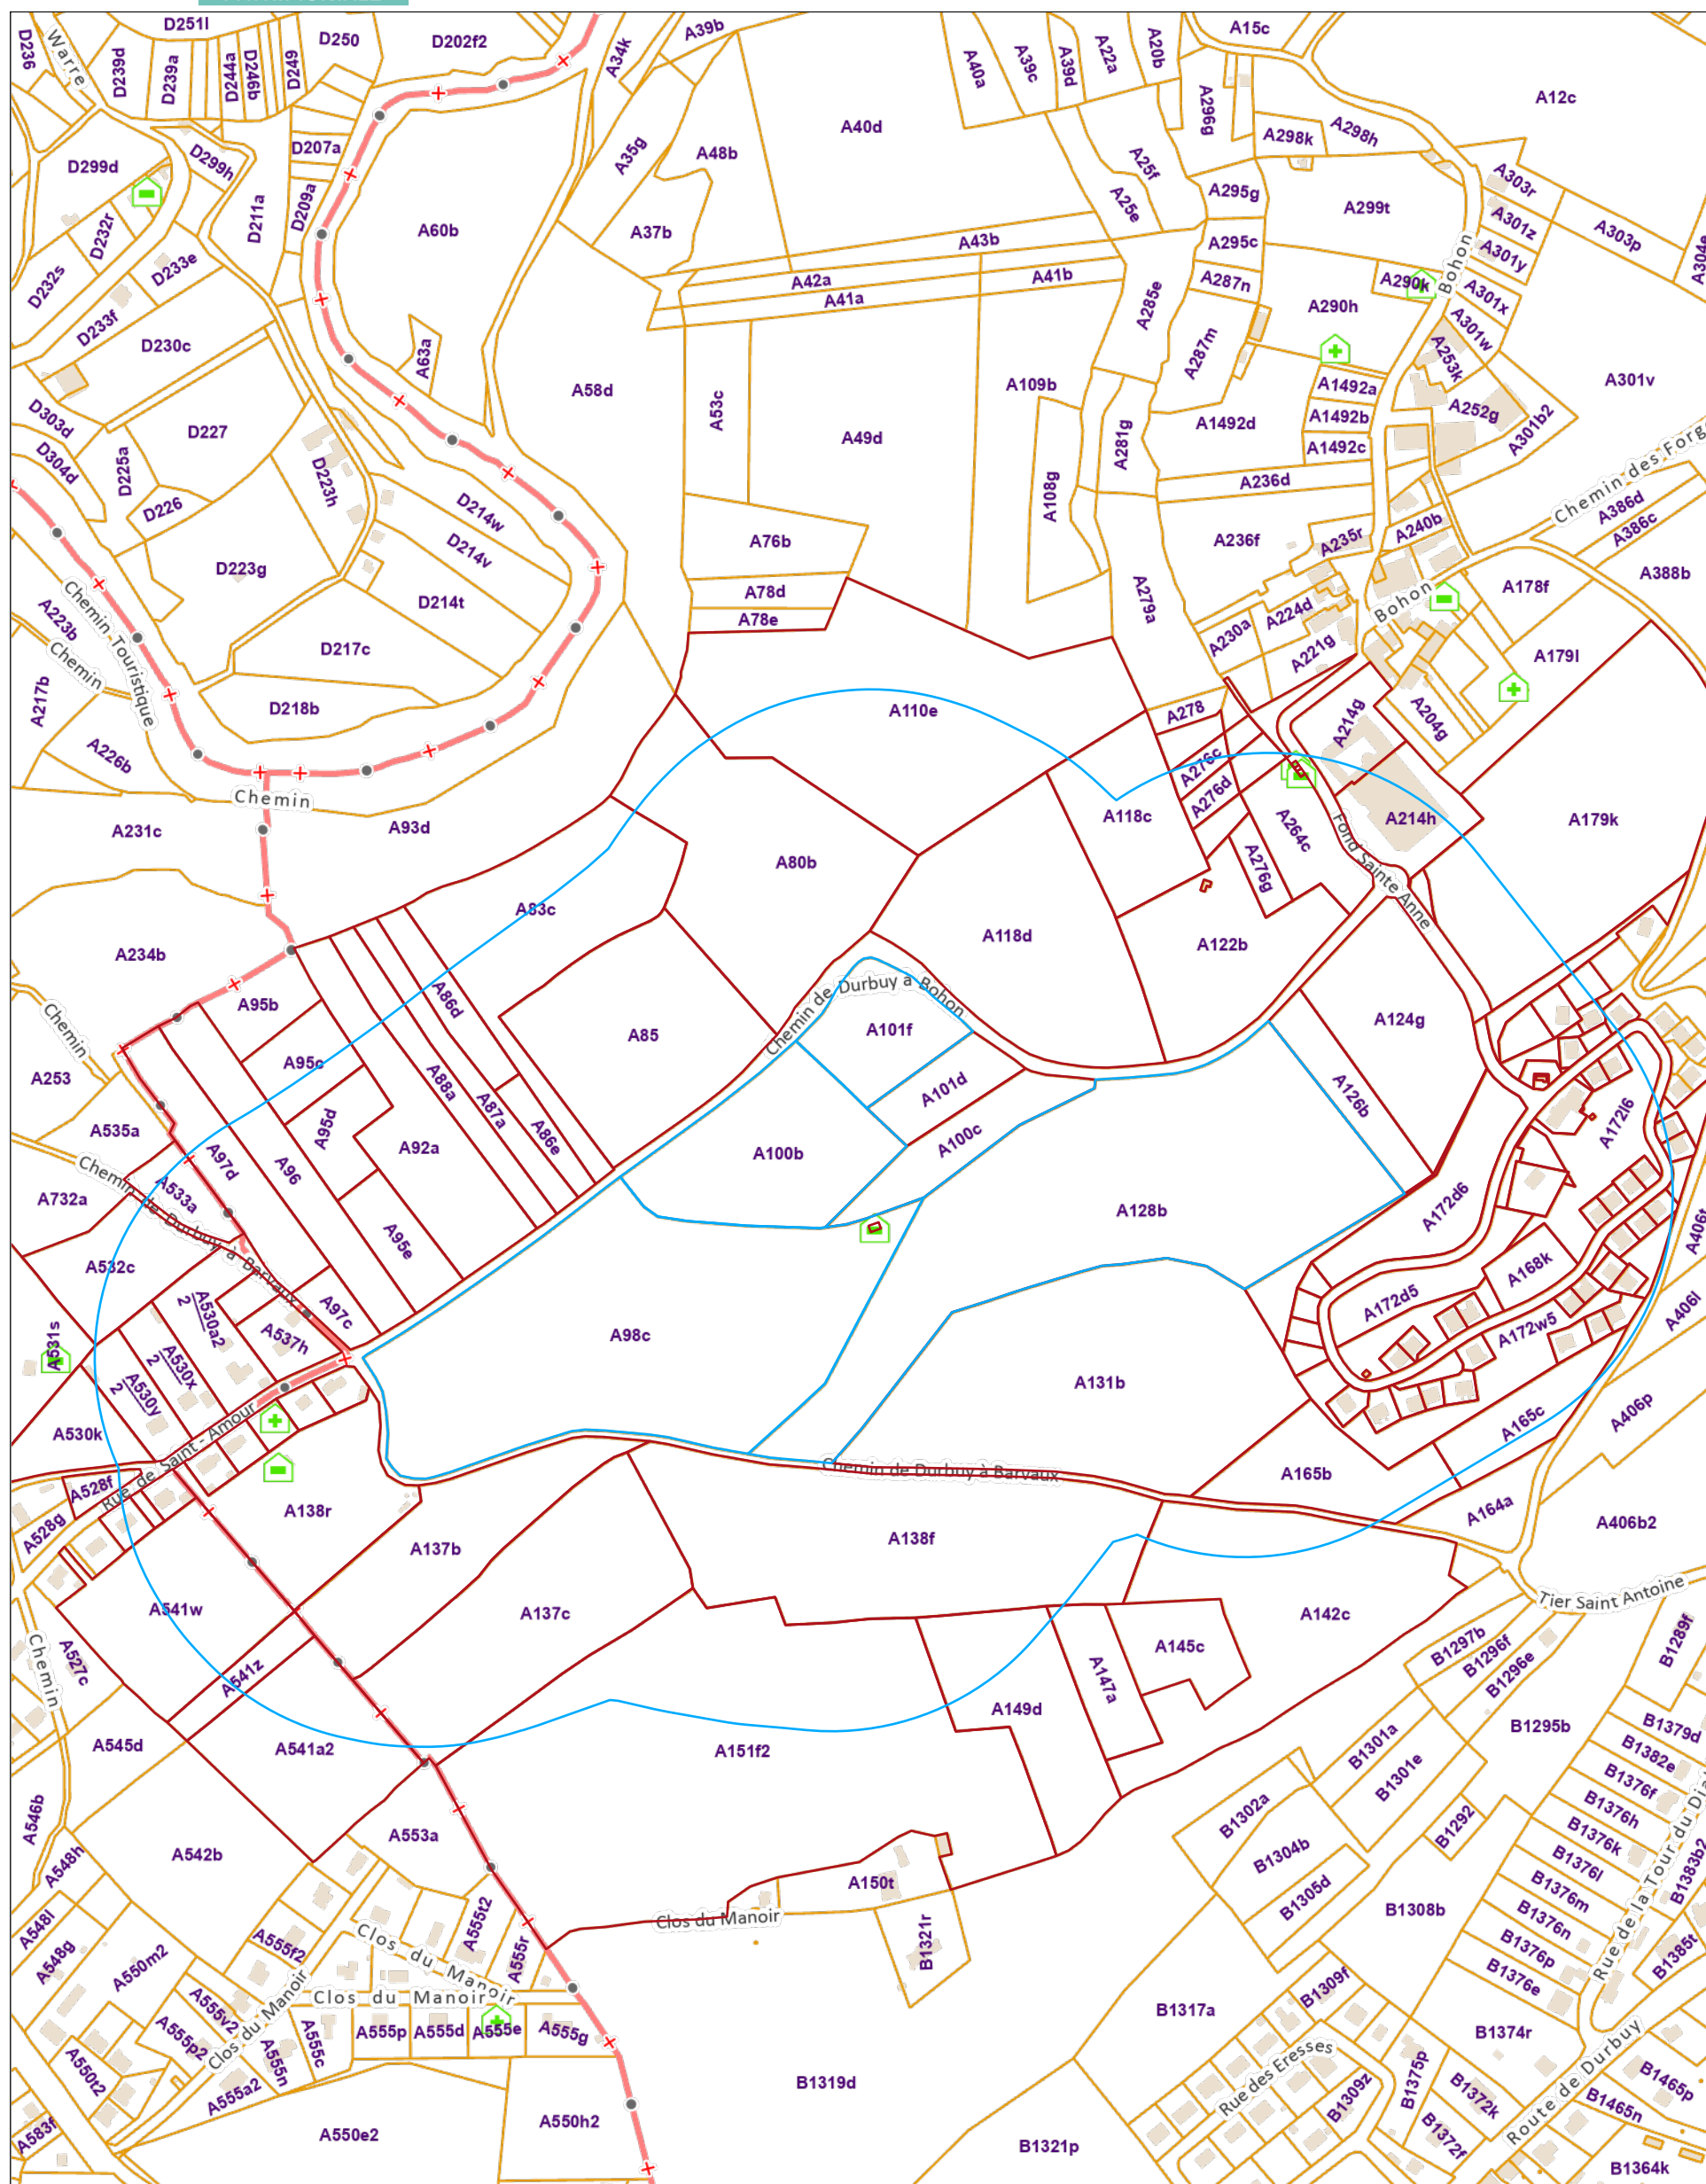 D236
Warre
D251l
D239d
D239a
D244a
D246b
D249
D250
D202f2
A34k
A39b
A40a
A39c
A39d
A22a
A20b
A15c
A12c
D299d
D299h
D207a
D209a
D211a
D232r
D232s
D233e
D233f
D230c
A60b
A63a
A35g
A48b
A37b
A40d
A43b
A42a
A41a
A41b
A25f
A25e
A296g
A298k
A298h
A295g
A295c
A287n
A299t
A303r
A301z
A301y
A303p
A304e
Bohon
A290k
A290h
A301x
A301w
A285e
A287m
A253k
A252g
A301v
A301b2
A1492a
A1492b
A1492c
A1492d
D303d
D304d
D225a
D227
D226
D223h
D223g
D214w
D214v
D214t
D217c
D218b
A58d
A53c
A49d
A109b
A108g
A281g
A236d
A236f
A235r
A240b
Chemin des Forg
A386d
A386c
A388b
A76b
A78d
A78e
A279a
A230a
A224d
A221g
Bohon
A178f
A179l
A223b
Chemin Touristique
Chemin
A217b
A226b
Chemin
A231c
A93d
A110e
A278
A276c
A276d
A276g
A264c
A214g
A204g
A214h
A179k
Fond Sainte Anne
A234b
A83c
A80b
A118c
A118d
A122b
A124g
A126b
Chemin
A253
A535a
A95b
A95c
A95d
A86d
A88a
A87a
A86e
A92a
A85
Chemin de Durbuy à Bohon
A101f
A101d
A100b
A100c
A97d
A96
A95e
A97c
A533a
A732a
Chemin de Durbuy à Barvaux
A532c
A128b
A172l6
A172d6
A168k
A172d5
A172w5
A406t
A406l
A531s
A530a2
2
A530x
2
A530y
2
A537h
A530k
A98c
A131b
A165c
A165b
A406p
Rue de Saint-Amour
A528f
A528g
A138r
A137b
Chemin de Durbuy à Barvaux
A138f
A164a
A406b2
Tier Saint Antoine
A541w
A541z
A527c
Chemin
A137c
A145c
A147a
A142c
A149d
A151f2
A545d
A541a2
A546b
A542b
A553a
A548h
A548l
A548g
A550m2
A555f2
A555t2
A555r
Clos du Manoir
Clos du Manoir
Clos du Manoir
Clos du Manoir
A150t
B1321r
A555v2
A555p2
A555n
A555c
A555p
A555d
A555e
A555g
A555a2
A550t2
A583f
A550e2
A550h2
B1319d
B1321p
B1317a
B1297b
B1296f
B1296e
B1289f
B1295b
B1301a
B1301e
B1292
B1302a
B1304b
B1305d
B1308b
B1379d
B1382e
B1376f
B1376h
B1376k
B1376l
B1376m
B1376n
B1376p
B1376e
B1383b2
B1385t
B1309f
Rue des Eresses
B1309z
B1375p
B1374r
B1372k
B1372f
Route de Durbuy
B1465p
B1465n
B1364k